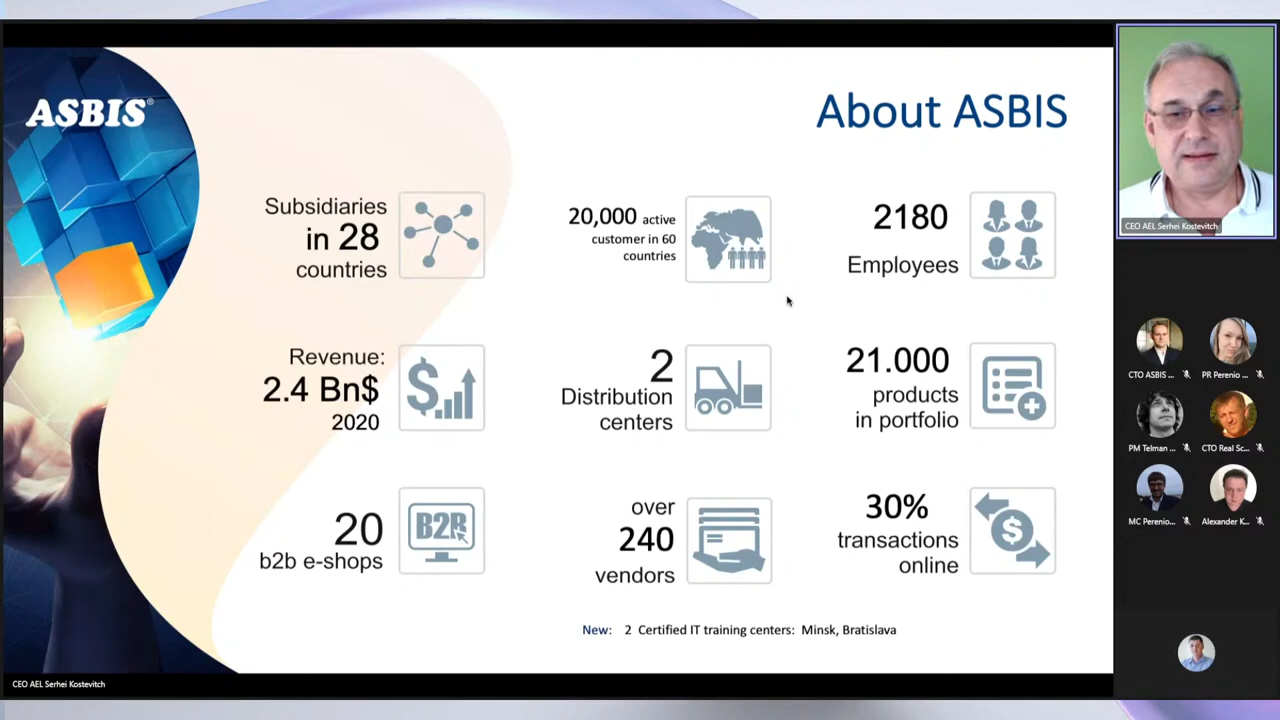 ASBIS®
About ASBIS
Subsidiaries
in 28
countries
20,000 active
customer in 60
countries
2180
Employees
Revenue:
2.4 Bn$
2020
$
2
Distribution
centers
21.000
products
in portfolio
20
b2b e-shops
B2B
over
240
vendors
30%
transactions
online
$
New: 2 Certified IT training centers: Minsk, Bratislava
CEO AEL Serhei Kostevitch
CEO AEL Serhei Kostevitch
CTO ASBIS ...
PR Perenio ...
PM Telman ...
CTO Real Sc...
MC Perenio...
Alexander K...